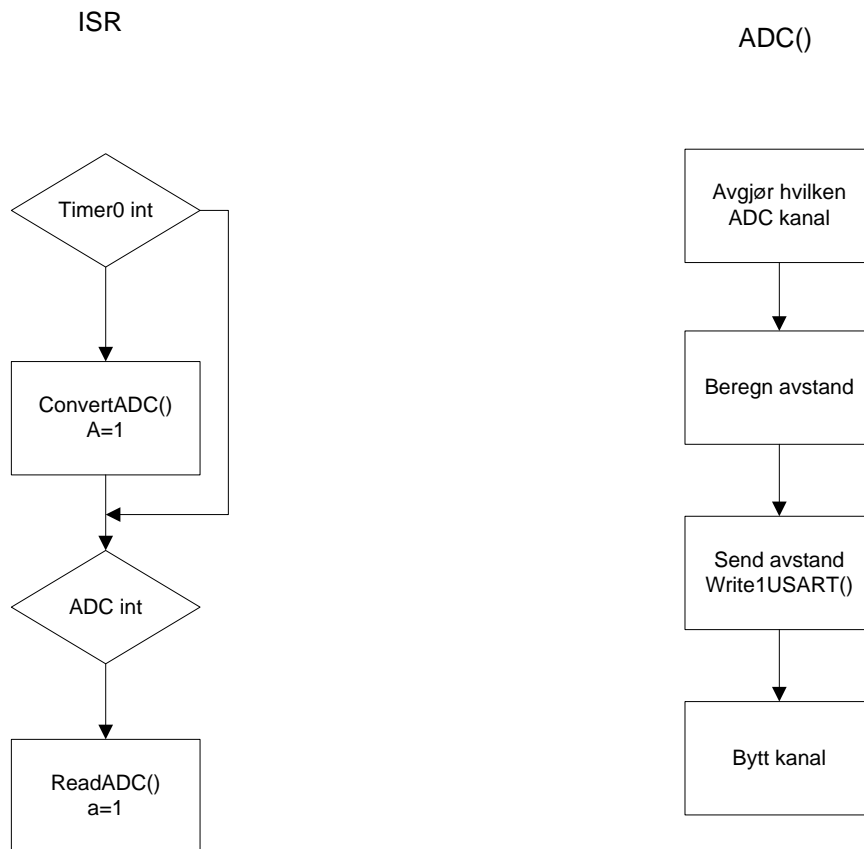 ISR
Timer0 int
ConvertADC()
A=1
ADC int
ReadADC()
a=1
ADC()
Avgjør hvilken
ADC kanal
Beregn avstand
Send avstand
Write1USART()
Bytt kanal